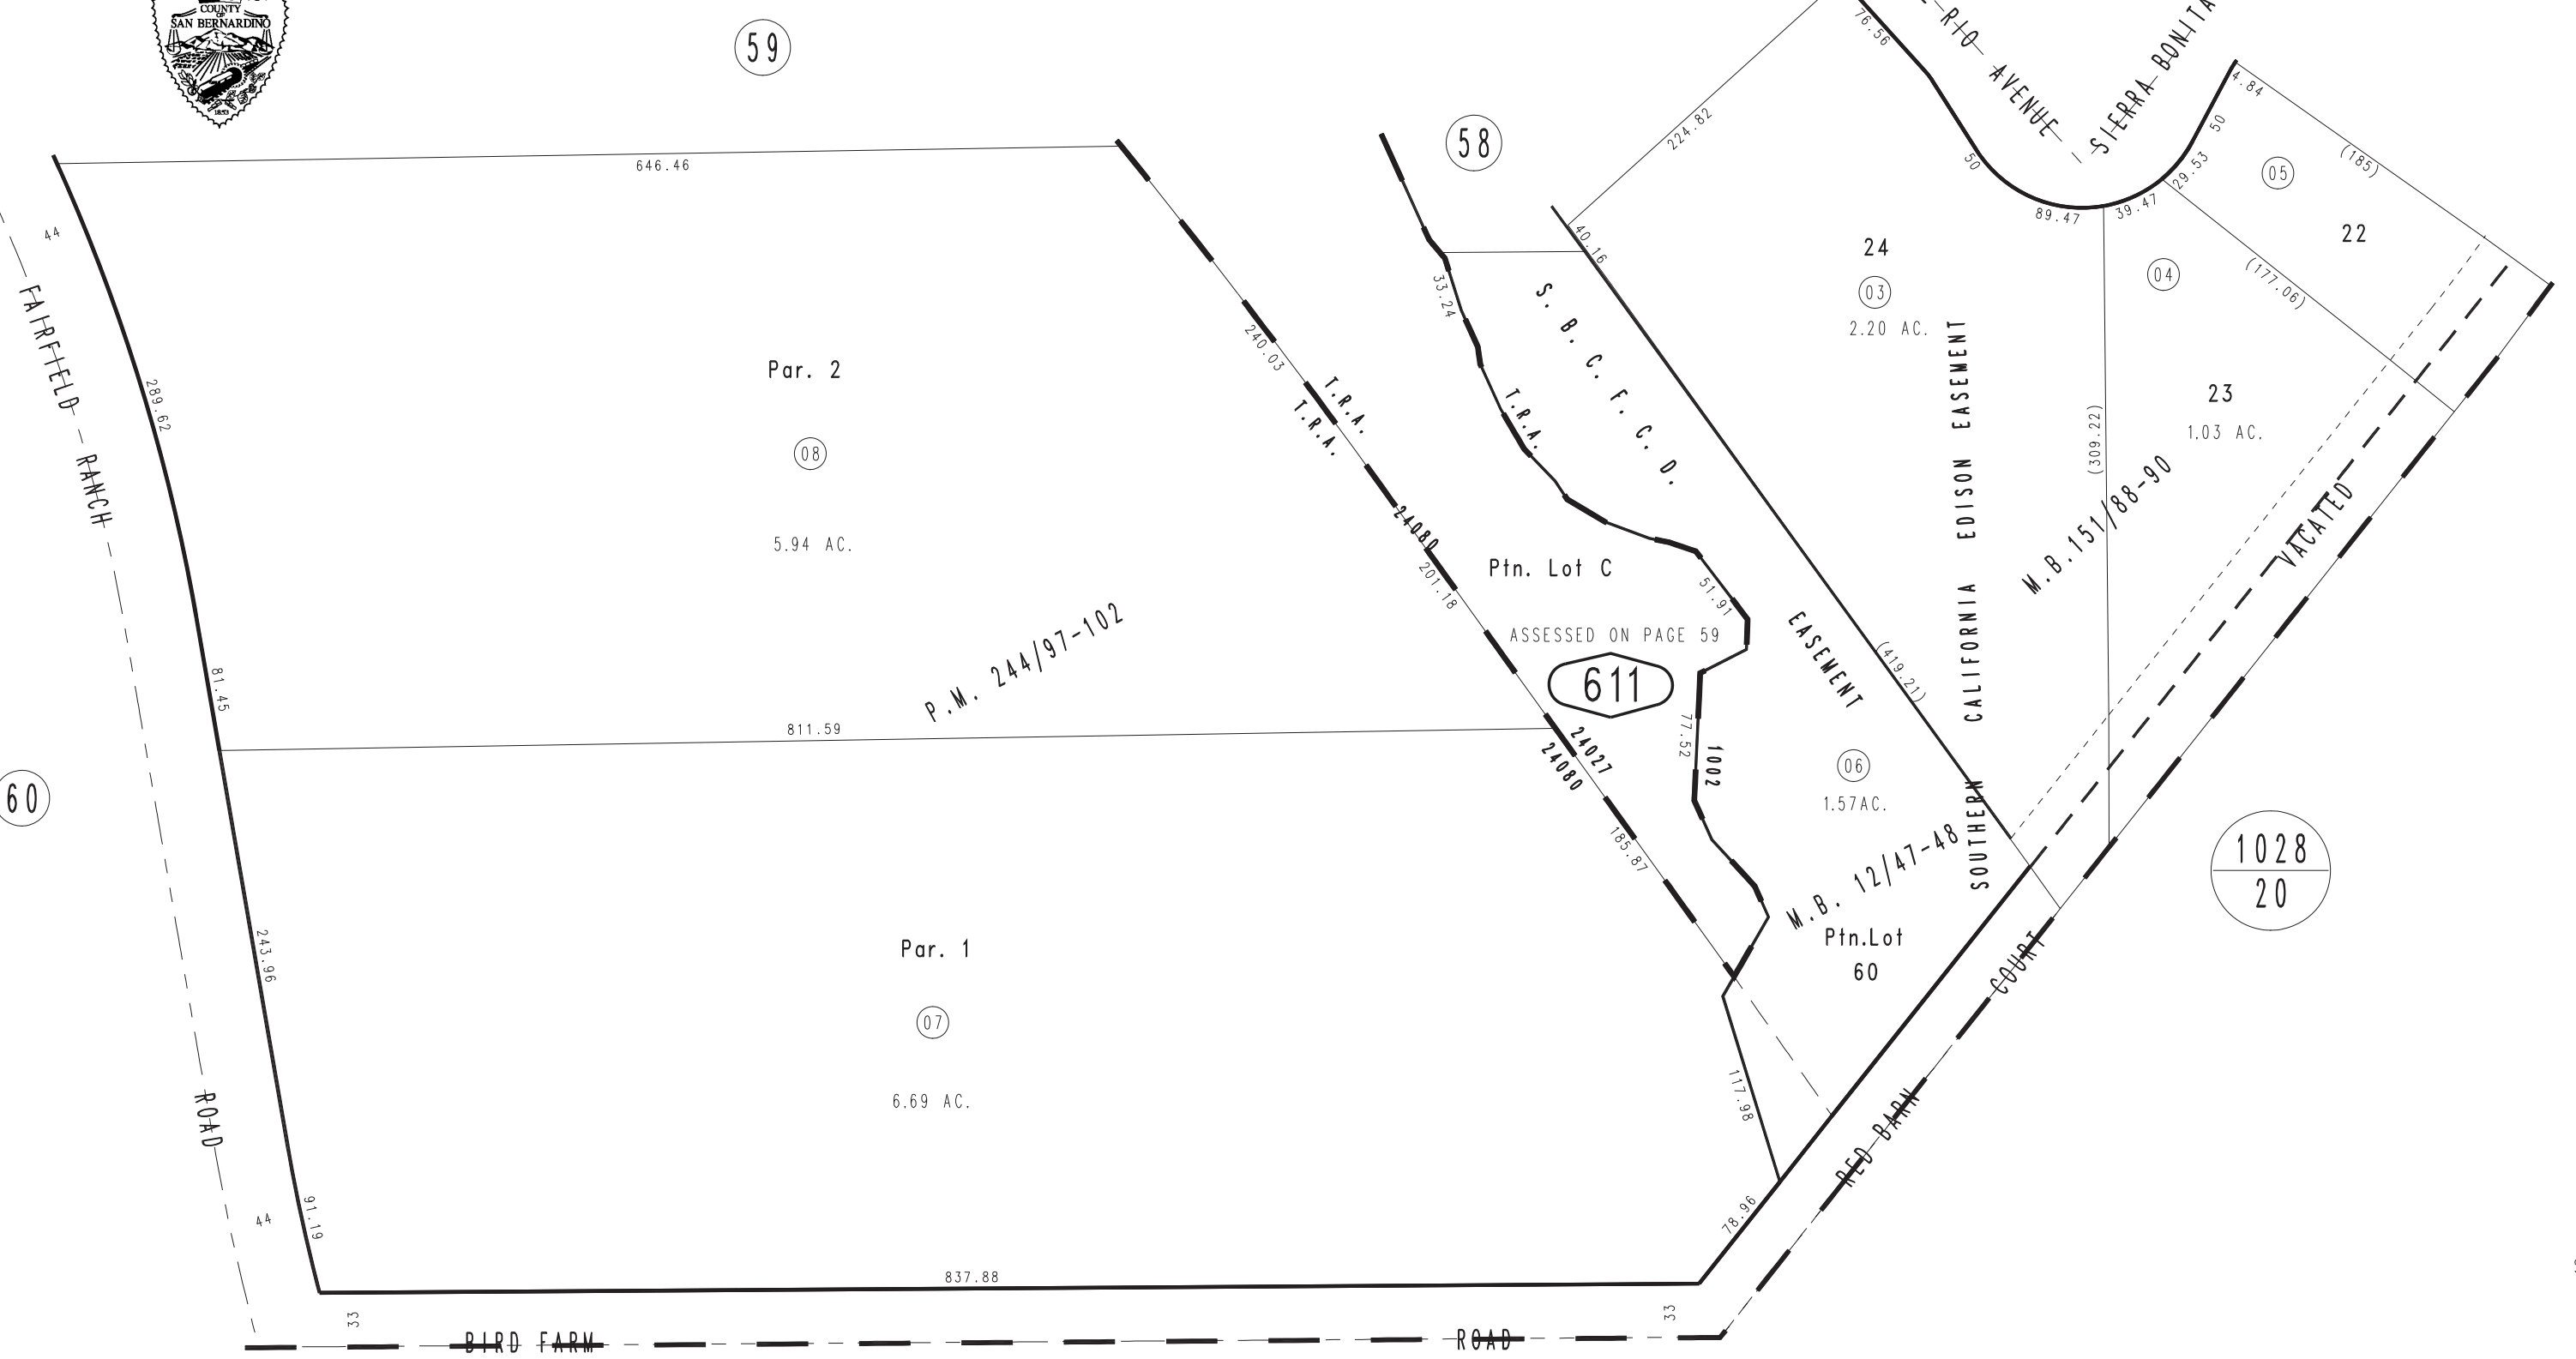 COUNTY
OF
SAN BERNARDINO
1853
59
58
76.56
RIO AVENUE
SIERRA BONITA
4.84
50
(185)
05
22
29.53
39.47
89.47
50
224.82
646.46
44
FAIRFIELD RANCH ROAD
289.62
Par. 2
08
5.94 AC.
240.03
T.R.A.
T.R.A.
33.24
40.16
S. B. C. F. C. D.
EASEMENT
T.R.A.
24
03
2.20 AC.
04
(177.06)
23
1.03 AC.
(309.22)
SOUTHERN CALIFORNIA EDISON EASEMENT
M.B. 151/88-90
VACATED
24080
201.18
Ptn. Lot C
51.91
ASSESSED ON PAGE 59
611
P.M. 244/97-102
81.45
811.59
24027
24080
77.52
1002
(419.21)
06
1.57AC.
60
185.87
M.B. 12/47-48
Ptn.Lot
60
1028
20
243.96
Par. 1
07
6.69 AC.
117.98
RED BARN COURT
91.19
44
78.96
837.88
33
33
BIRD FARM ROAD